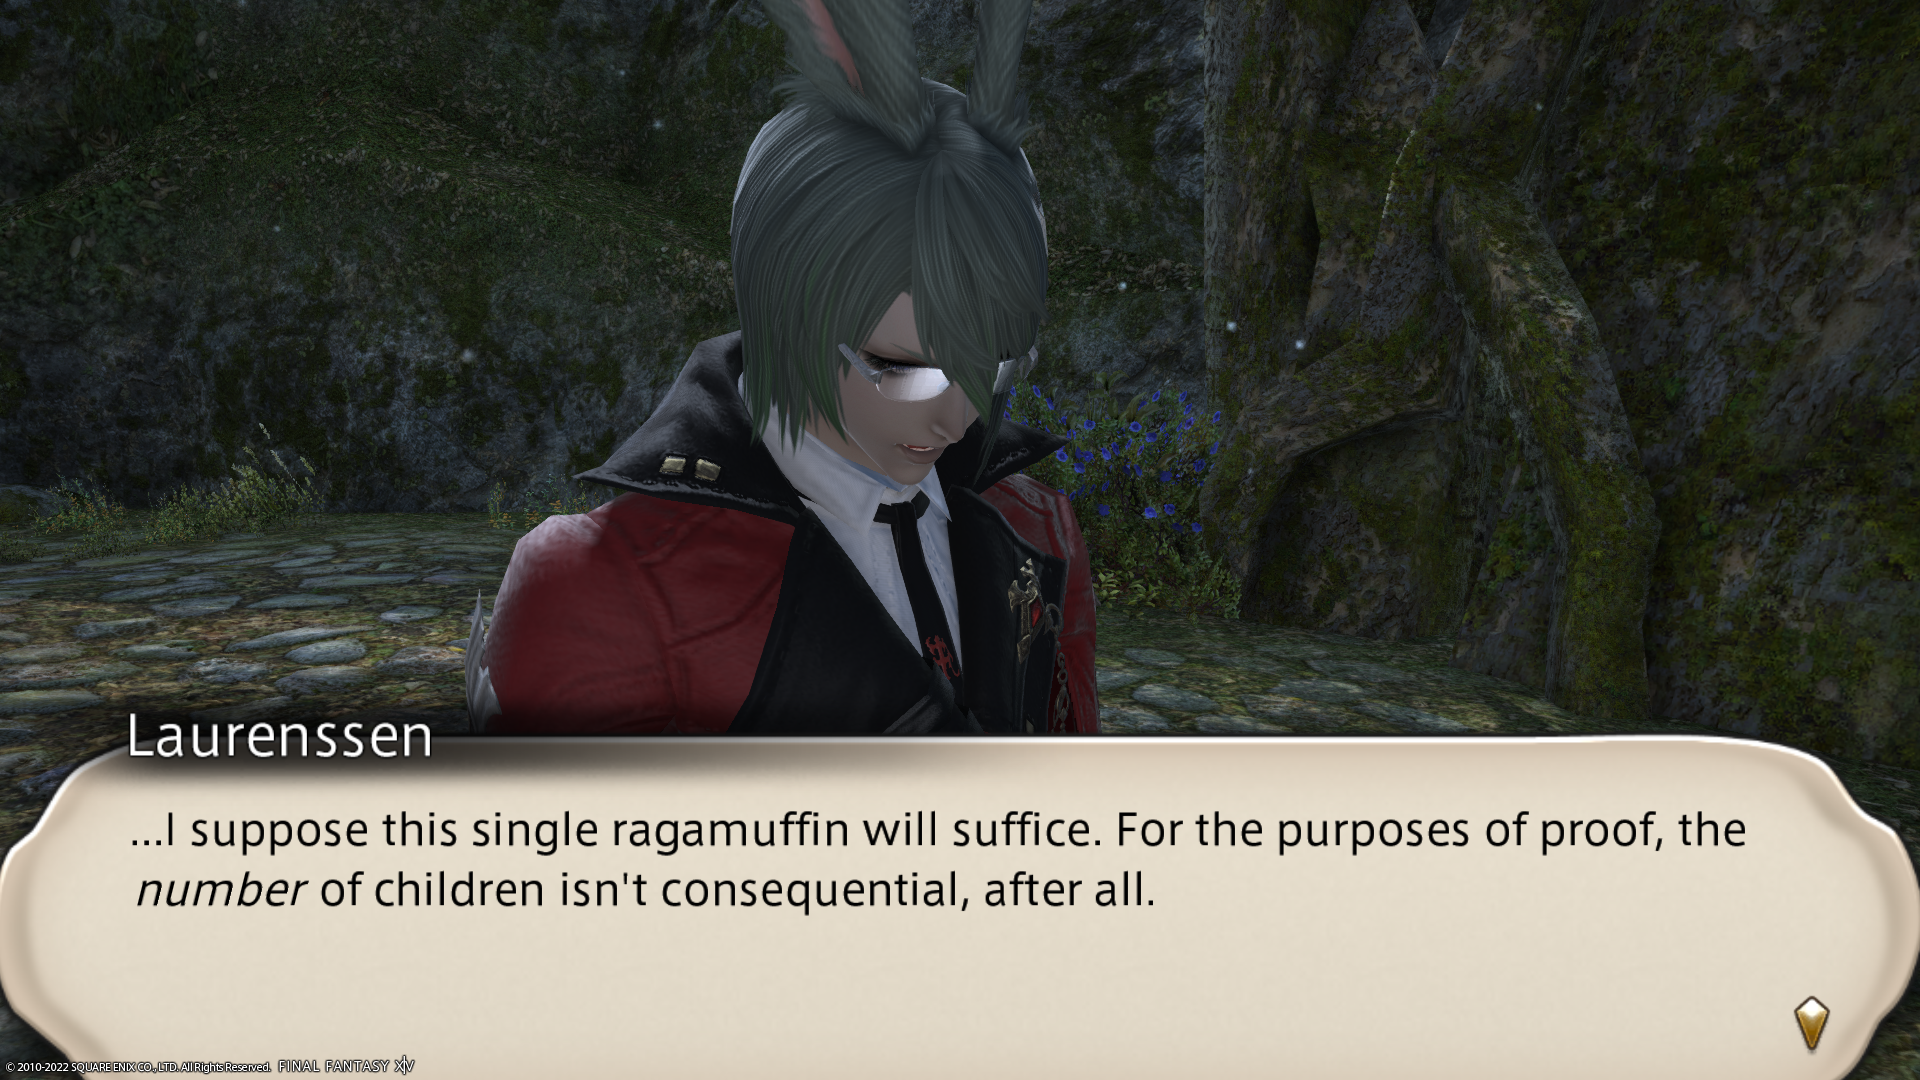 Laurenssen
...I suppose this single ragamuffin will suffice. For the purposes of proof, the
number of children isn't consequential, after all.
© 2010-2022 SQUARE ENIX CO., LTD. All Rights Reserved. FINAL FANTASY XIV